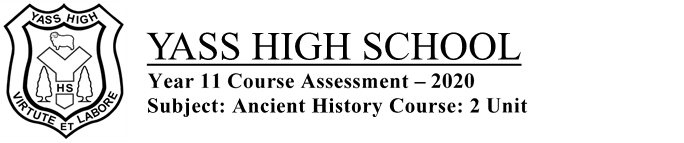 YASS HIGH
HS
VIRTUTE ET LABORE
YASS HIGH SCHOOL
Year 11 Course Assessment – 2020
Subject: Ancient History Course: 2 Unit